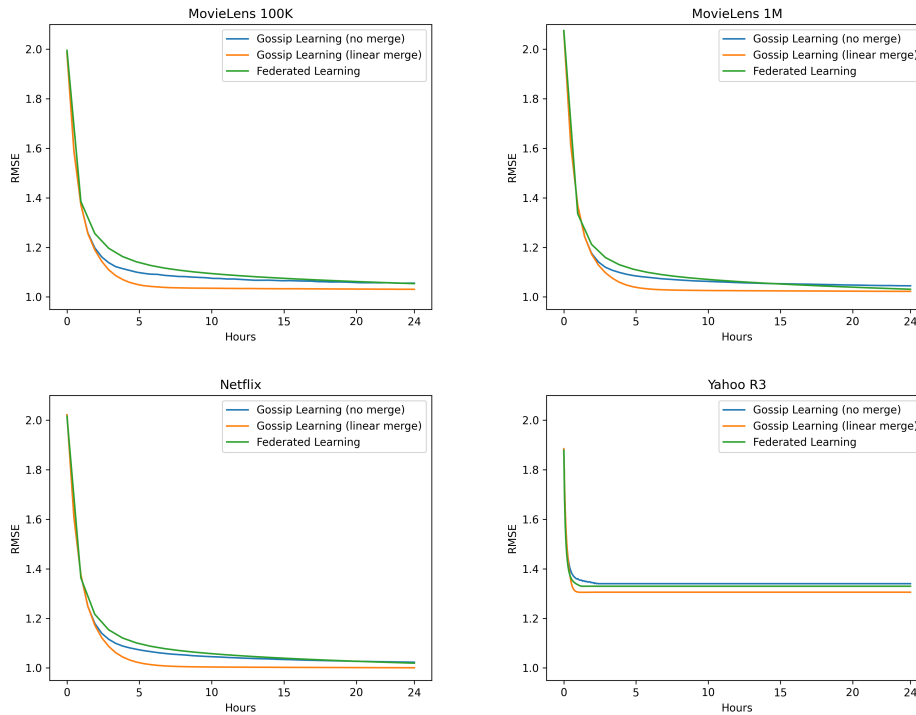 MovieLens 100K
2.0
1.8
1.6
1.4
1.2
1.0
RMSE
Gossip Learning (no merge)
Gossip Learning (linear merge)
Federated Learning
0 5 10 15 20 24
Hours
MovieLens 1M
2.0
1.8
1.6
1.4
1.2
1.0
RMSE
Gossip Learning (no merge)
Gossip Learning (linear merge)
Federated Learning
0 5 10 15 20 24
Hours
Netflix
2.0
1.8
1.6
1.4
1.2
1.0
RMSE
Gossip Learning (no merge)
Gossip Learning (linear merge)
Federated Learning
0 5 10 15 20 24
Hours
Yahoo R3
2.0
1.8
1.6
1.4
1.2
1.0
RMSE
Gossip Learning (no merge)
Gossip Learning (linear merge)
Federated Learning
0 5 10 15 20 24
Hours